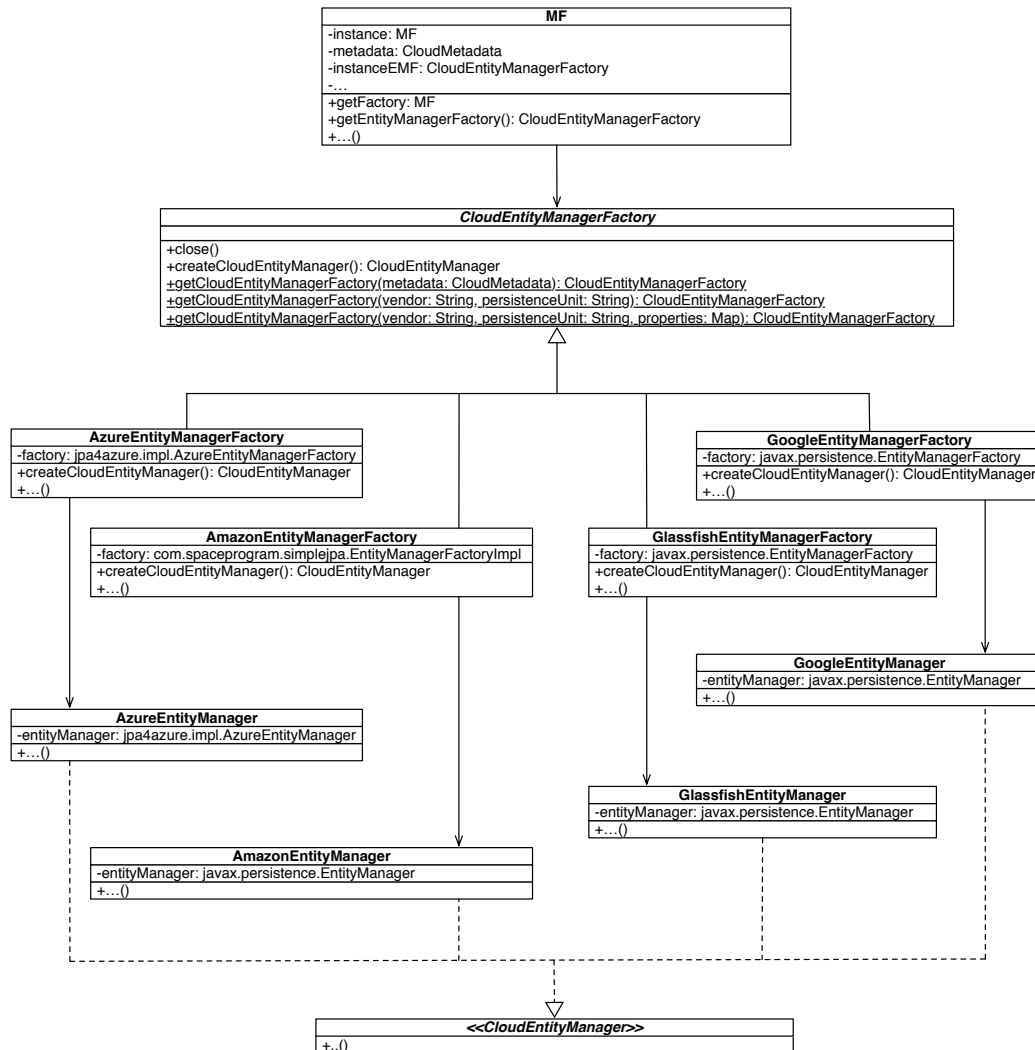 MF
-instance: MF
-metadata: CloudMetadata
-instanceEMF: CloudEntityManagerFactory
-...
+getFactory: MF
+getEntityManagerFactory(): CloudEntityManagerFactory
+...()
CloudEntityManagerFactory
+close()
+createCloudEntityManager(): CloudEntityManager
+getCloudEntityManagerFactory(metadata: CloudMetadata): CloudEntityManagerFactory
+getCloudEntityManagerFactory(vendor: String, persistenceUnit: String): CloudEntityManagerFactory
+getCloudEntityManagerFactory(vendor: String, persistenceUnit: String, properties: Map): CloudEntityManagerFactory
AzureEntityManagerFactory
-factory: jpa4azure.impl.AzureEntityManagerFactory
+createCloudEntityManager(): CloudEntityManager
+...()
GoogleEntityManagerFactory
-factory: javax.persistence.EntityManagerFactory
+createCloudEntityManager(): CloudEntityManager
+...()
AmazonEntityManagerFactory
-factory: com.spaceprogram.simplejpa.EntityManagerFactoryImpl
+createCloudEntityManager(): CloudEntityManager
+...()
GlassfishEntityManagerFactory
-factory: javax.persistence.EntityManagerFactory
+createCloudEntityManager(): CloudEntityManager
+...()
GoogleEntityManager
-entityManager: javax.persistence.EntityManager
+...()
AzureEntityManager
-entityManager: jpa4azure.impl.AzureEntityManager
+...()
GlassfishEntityManager
-entityManager: javax.persistence.EntityManager
+...()
AmazonEntityManager
-entityManager: javax.persistence.EntityManager
+...()
<<CloudEntityManager>>
+..()